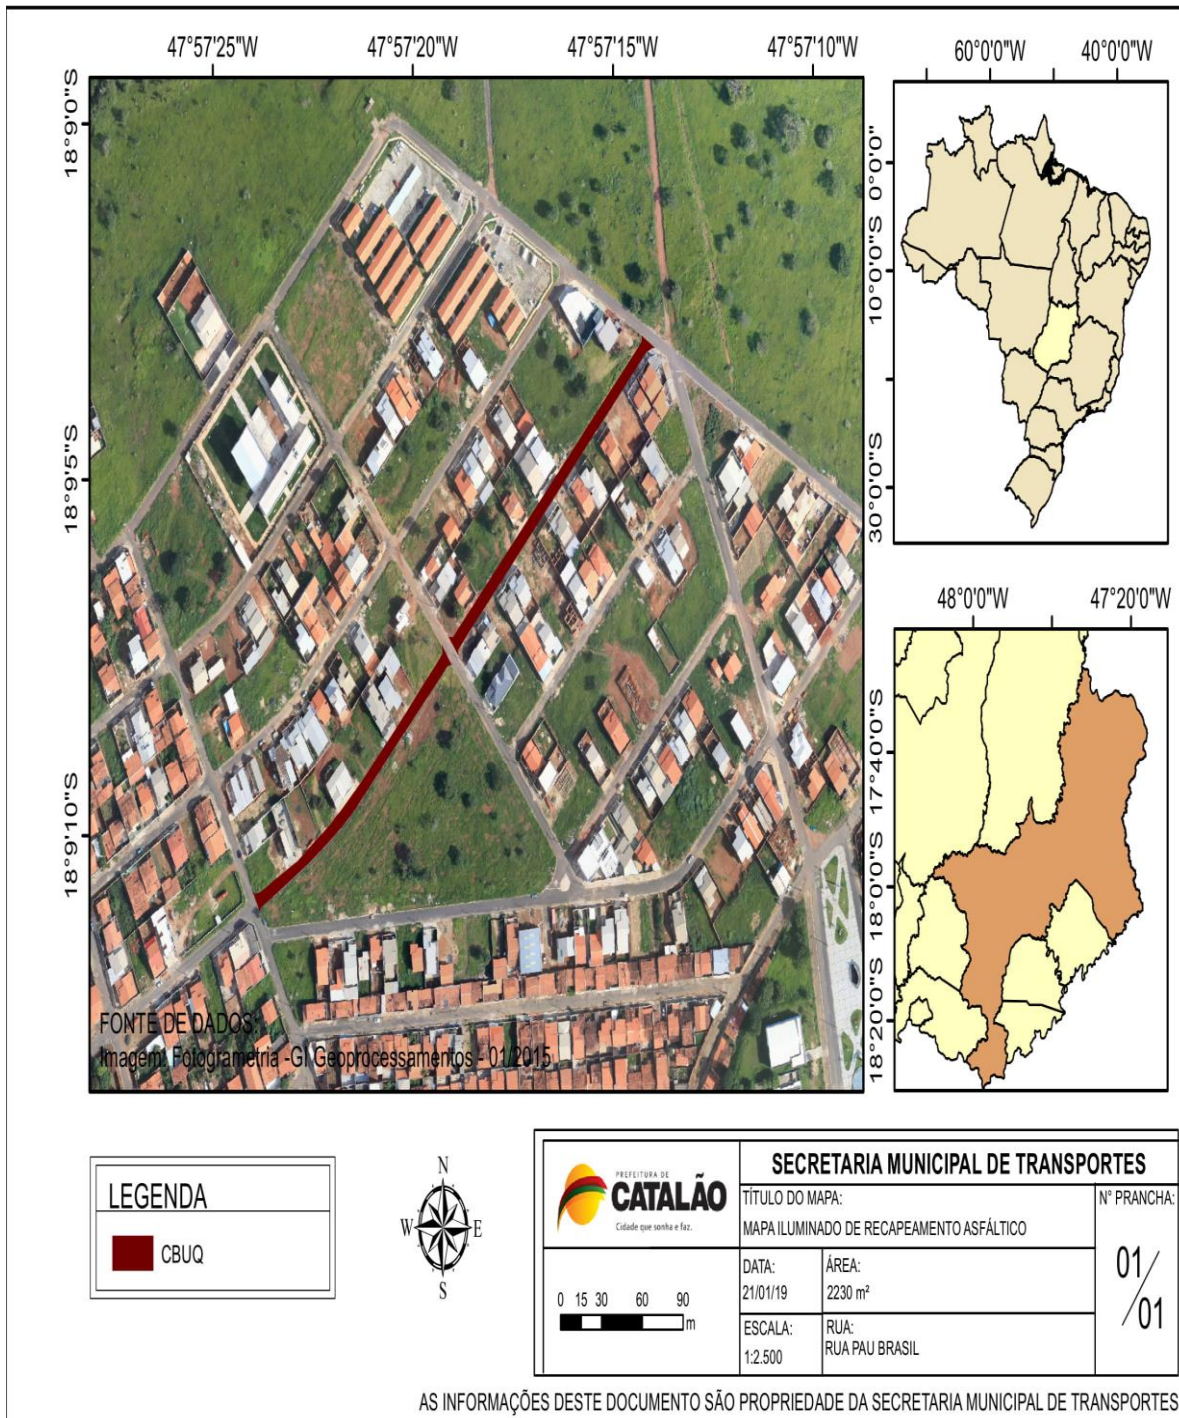 47°57'25"W 47°57'20"W 47°57'15"W 47°57'10"W
18°9'0"S
18°9'5"S
18°9'10"S
FONTE DE DADOS:
Imagem: Fotogrametria -GI Geoprocessamentos - 01/2015
60°0'0"W 40°0'0"W
0°0'0"
10°0'0"S
30°0'0"S
48°0'0"W 47°20'0"W
17°40'0"S
18°0'0"S
18°20'0"S
LEGENDA
CBUQ
N
W E
S
PREFEITURA DE
CATALÃO
Cidade que sonha e faz.
0 15 30 60 90
m
SECRETARIA MUNICIPAL DE TRANSPORTES
TÍTULO DO MAPA:
MAPA ILUMINADO DE RECAPEAMENTO ASFÁLTICO
N° PRANCHA:
01/01
DATA:
21/01/19
ÁREA:
2230 m²
ESCALA:
1:2.500
RUA:
RUA PAU BRASIL
AS INFORMAÇÕES DESTE DOCUMENTO SÃO PROPRIEDADE DA SECRETARIA MUNICIPAL DE TRANSPORTES